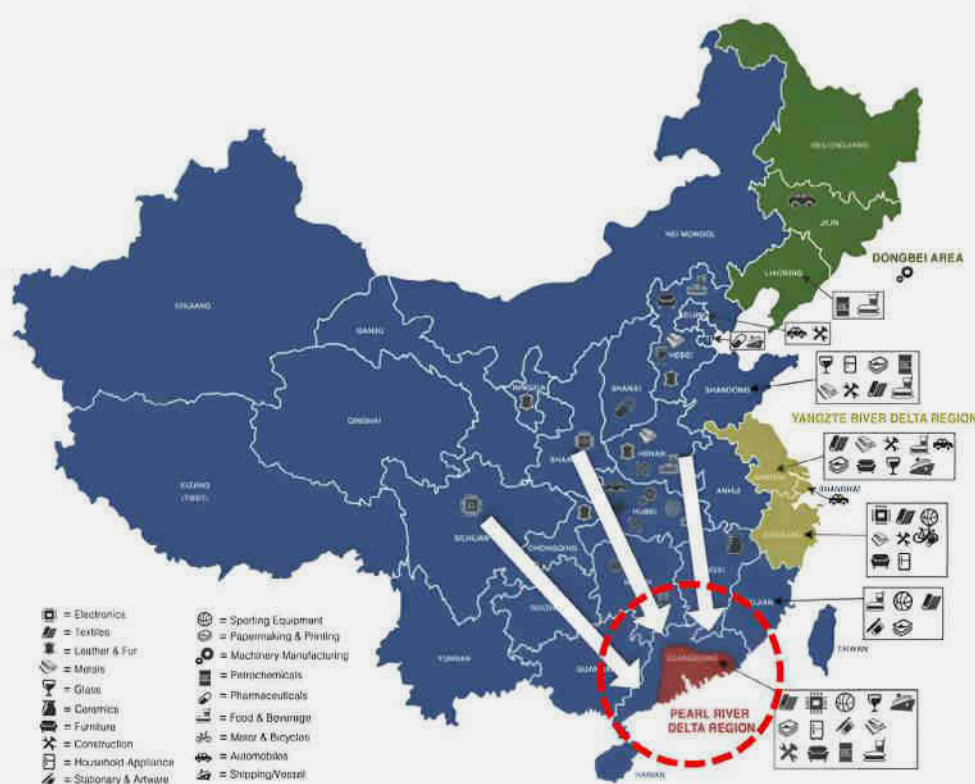 HEILONGJIANG
JILIN
NEI MONGOL
DONGBEI AREA
LIAONING
XINJIANG
GANSU
HEBEI
NINGXIA
SHANXI
SHANDONG
QINGHAI
YANGZTE RIVER DELTA REGION
HENAN
XIZANG
(TIBET)
ANHUI
SHANGHAI
SICHUAN
HUBEI
CHONGQING
YUNNAN
TAIWAN
GUANGDONG
PEARL RIVER
DELTA REGION
HAINAN
= Electronics
= Textiles
= Leather & Fur
= Metals
= Glass
= Ceramics
= Furniture
= Construction
= Household Appliance
= Stationary & Artware
= Sporting Equipment
= Papermaking & Printing
= Machinery Manufacturing
= Petrochemicals
= Pharmaceuticals
= Food & Beverage
= Motor & Bicycles
= Automobiles
= Shipping/Vessel